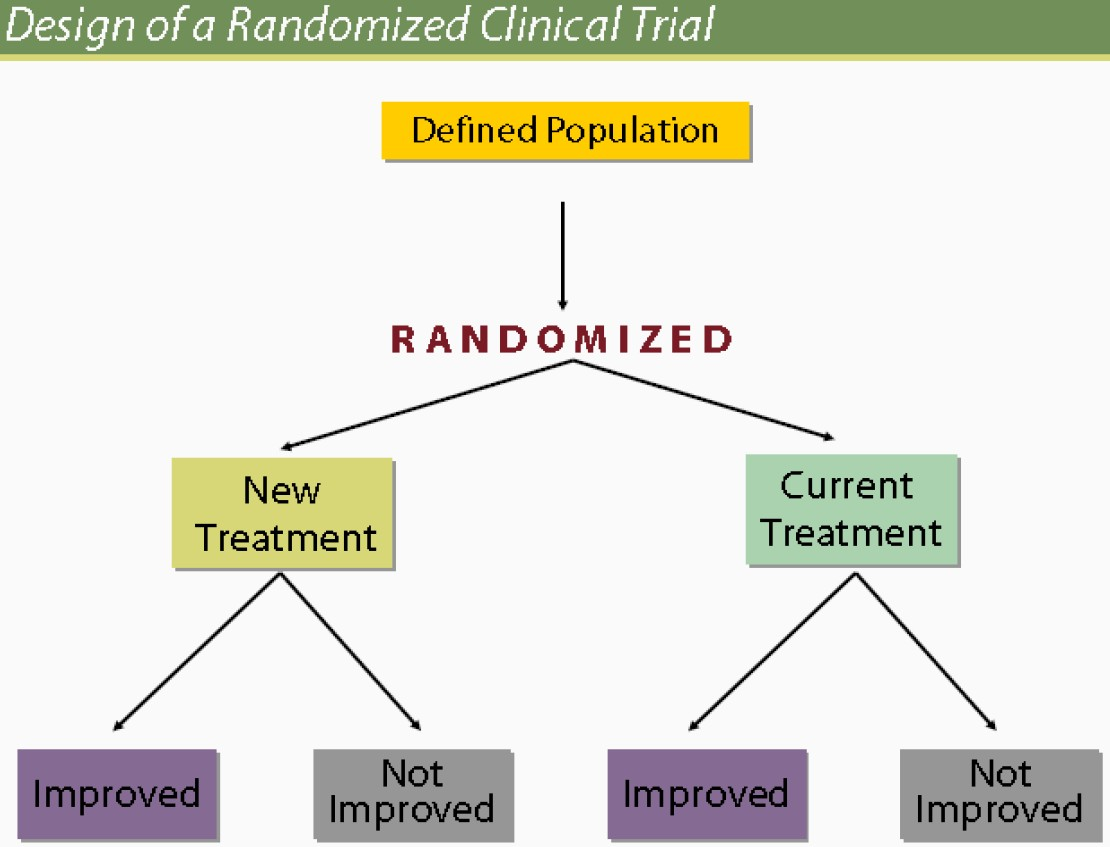 Design of a Randomized Clinical Trial
Defined Population
RANDOMIZED
New
Treatment
Current
Treatment
Improved
Not
Improved
Improved
Not
Improved